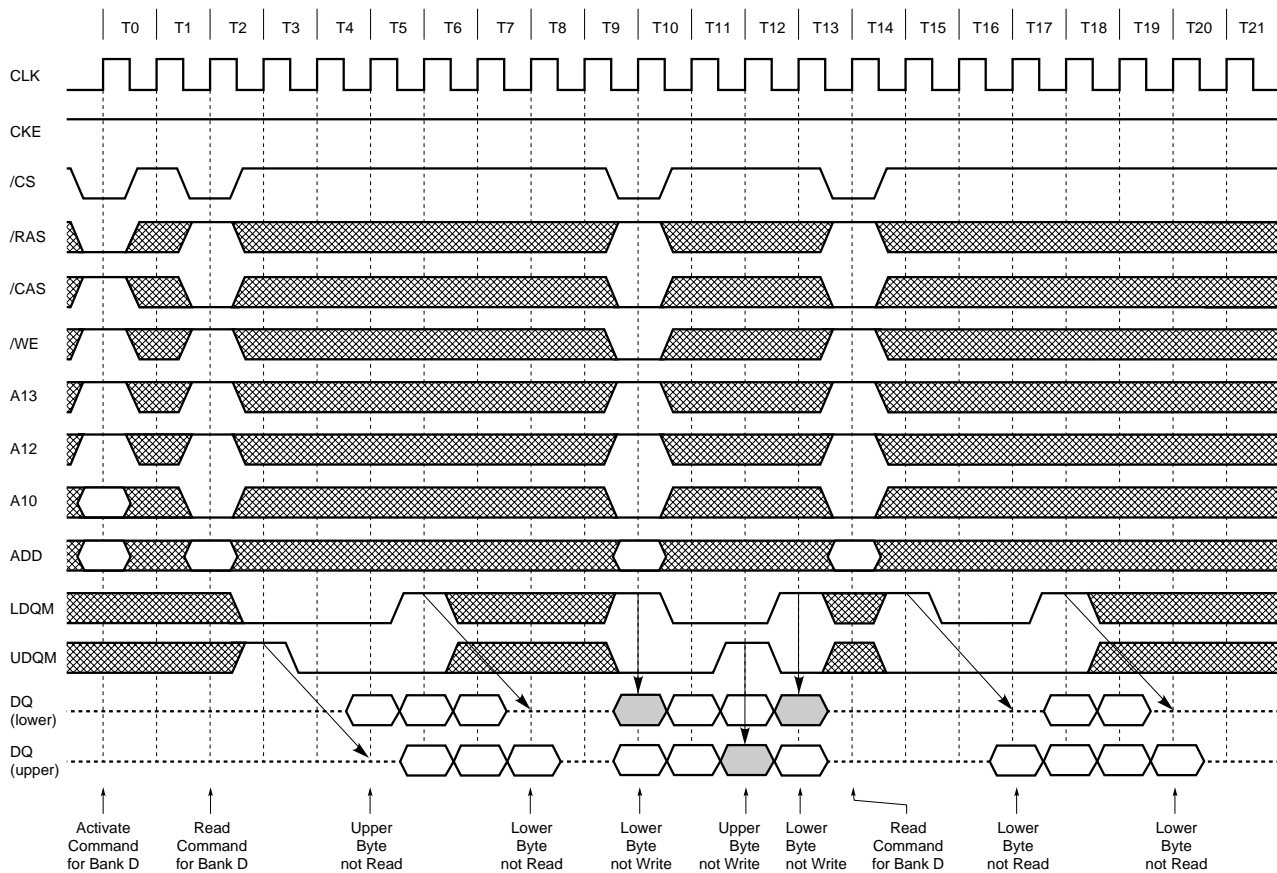 T0 T1 T2 T3 T4 T5 T6 T7 T8 T9 T10 T11 T12 T13 T14 T15 T16 T17 T18 T19 T20 T21
CLK
CKE
/CS
/RAS
/CAS
/WE
A13
A12
A10
ADD
LDQM
UDQM
DQ
(lower)
DQ
(upper)
Activate
Command
for Bank D
Read
Command
for Bank D
Upper
Byte
not Read
Lower
Byte
not Read
Lower
Byte
not Write
Upper
Byte
not Write
Lower
Byte
not Write
Read
Command
for Bank D
Lower
Byte
not Read
Lower
Byte
not Read